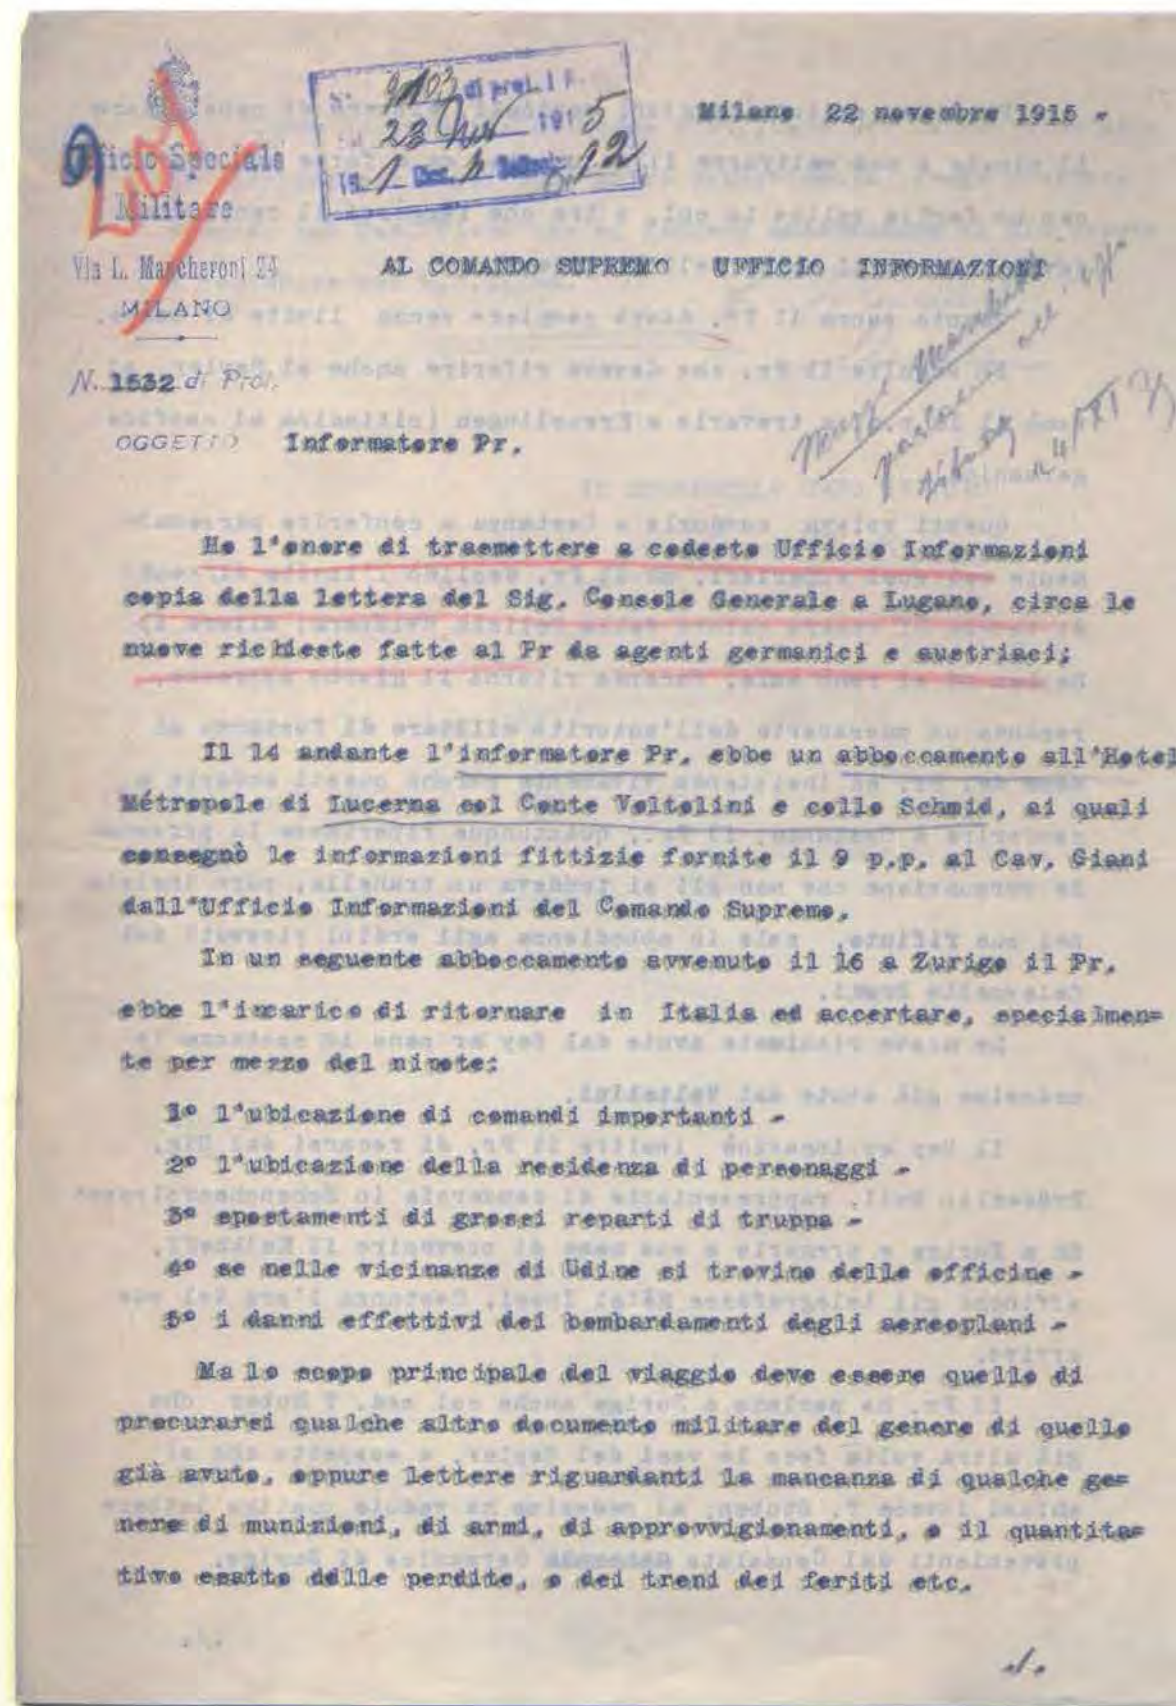 N. 9103 di prot. I P.
23 Nov 1915
Milano 22 novembre 1915 -
Ufficio Speciale
Militare
Via L. Mascheroni 24
MILANO
AL COMANDO SUPREMO UFFICIO INFORMAZIONI
N. 1532 di Prot.
OGGETTO Informatore Pr.
Ho l'onore di trasmettere a codesto Ufficio Informazioni
copia della lettera del Sig. Console Generale a Lugano, circa le
nuove richieste fatte al Pr da agenti germanici e austriaci;
Il 14 andante l'informatore Pr. ebbe un abboccamento all'Hotel
Métropole di Lucerna col Conte Voltolini e collo Schmid, ai quali
consegnò le informazioni fittizie fornite il 9 p.p. al Cav. Giani
dall'Ufficio Informazioni del Comando Supremo.
In un seguente abboccamento avvenuto il 16 a Zurigo il Pr.
ebbe l'incarico di ritornare in Italia ed accertare, specialmen=
te per mezzo del nipote:
1° l'ubicazione di comandi importanti -
2° l'ubicazione della residenza di personaggi -
3° spostamenti di grossi reparti di truppa -
4° se nelle vicinanze di Udine si trovino delle officine -
5° i danni effettivi dei bombardamenti degli aereoplani -
Ma lo scopo principale del viaggio deve essere quello di
procurarsi qualche altro documento militare del genere di quello
già avuto, oppure lettere riguardanti la mancanza di qualche ge=
nere di munizioni, di armi, di approvvigionamenti, o il quantita=
tivo esatto delle perdite, o dei treni dei feriti etc.
./.